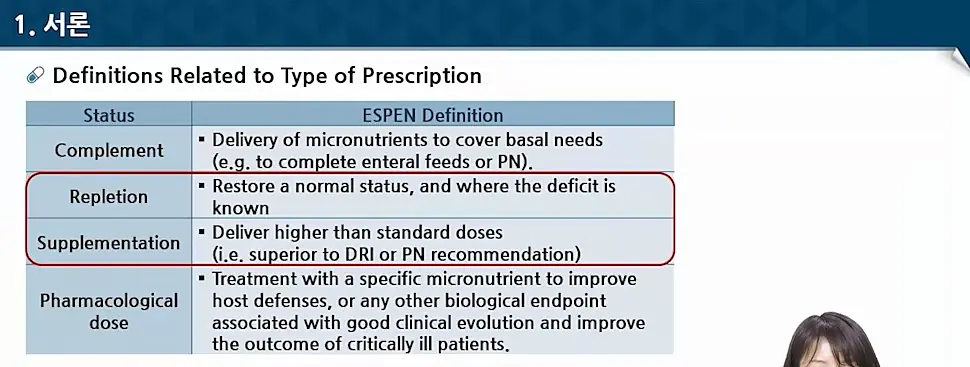 1. 서론
Definitions Related to Type of Prescription
Status
ESPEN Definition
Complement
▪ Delivery of micronutrients to cover basal needs
(e.g. to complete enteral feeds or PN).
Repletion
▪ Restore a normal status, and where the deficit is
known
Supplementation
▪ Deliver higher than standard doses
(i.e. superior to DRI or PN recommendation)
Pharmacological
dose
▪ Treatment with a specific micronutrient to improve
host defenses, or any other biological endpoint
associated with good clinical evolution and improve
the outcome of critically ill patients.